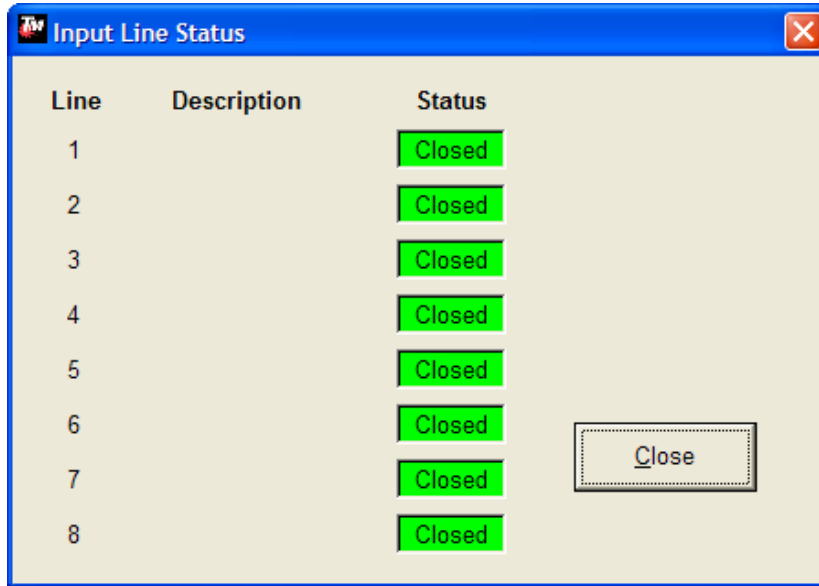 Input Line Status
Line Description Status
1 Closed
2 Closed
3 Closed
4 Closed
5 Closed
6 Closed
Close
7 Closed
8 Closed